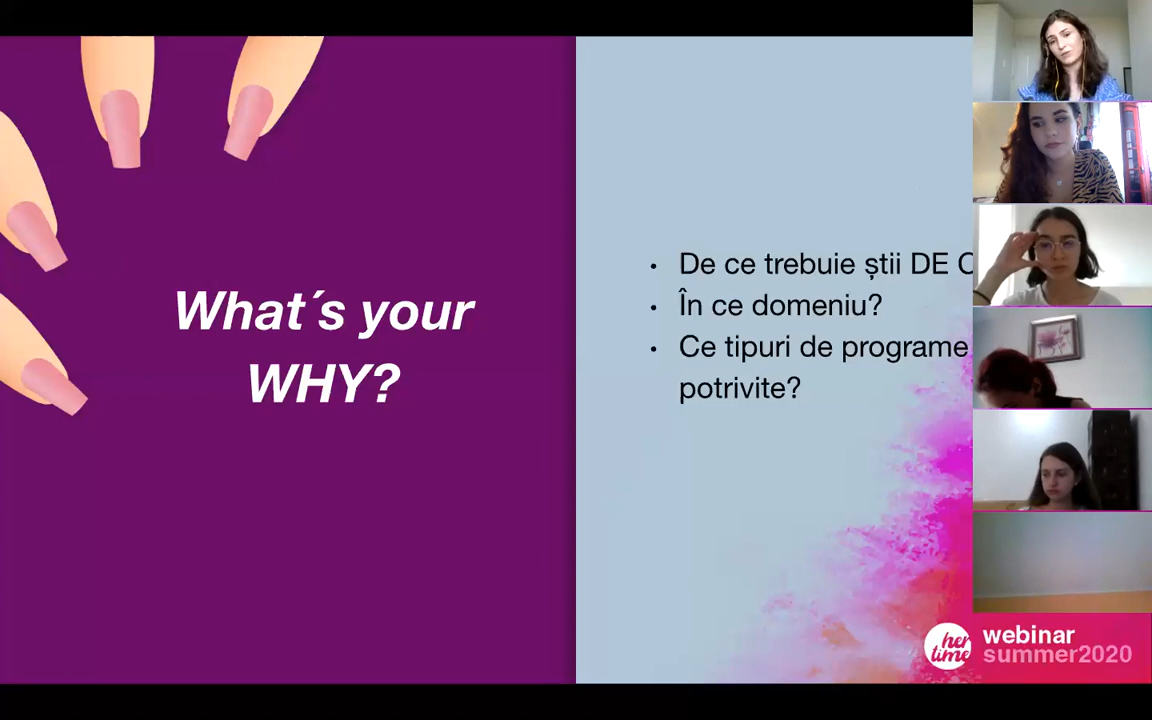 What´s your
WHY?
De ce trebuie știi DE
În ce domeniu?
Ce tipuri de programe
potrivite?
her
time
webinar
summer2020